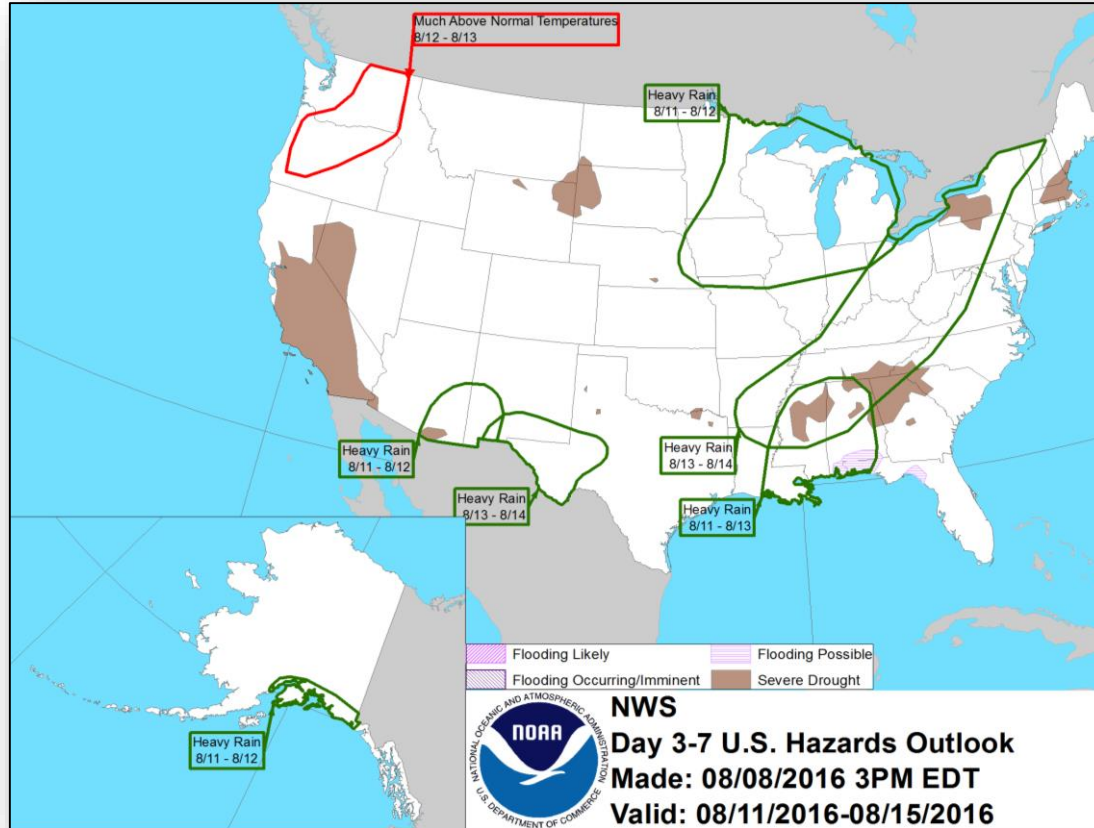 Much Above Normal Temperatures
8/12 - 8/13
Heavy Rain
8/11 - 8/12
Heavy Rain
8/11 - 8/12
Heavy Rain
8/13 - 8/14
Heavy Rain
8/13 - 8/14
Heavy Rain
8/11 - 8/13
Heavy Rain
8/11 - 8/12
Flooding Likely
Flooding Possible
Flooding Occurring/Imminent
Severe Drought
NATIONAL OCEANIC AND ATMOSPHERIC ADMINISTRATION
NOAA
U.S. DEPARTMENT OF COMMERCE
NWS
Day 3-7 U.S. Hazards Outlook
Made: 08/08/2016 3PM EDT
Valid: 08/11/2016-08/15/2016